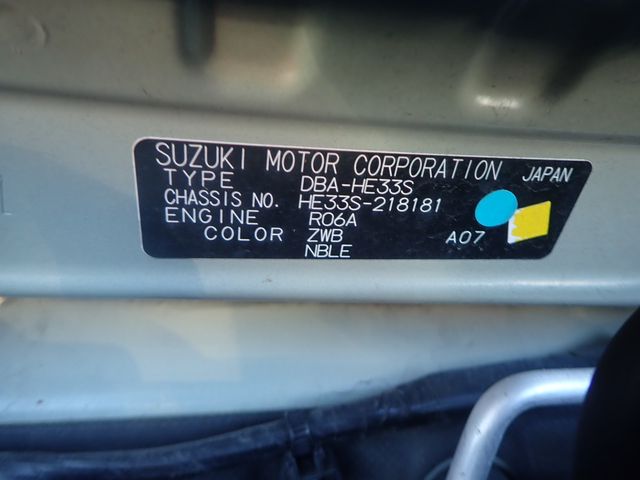 SUZUKI MOTOR CORPORATION JAPAN
TYPE DBA-HE33S
CHASSIS NO. HE33S-218181
ENGINE R06A
COLOR ZWB A07
NBLE